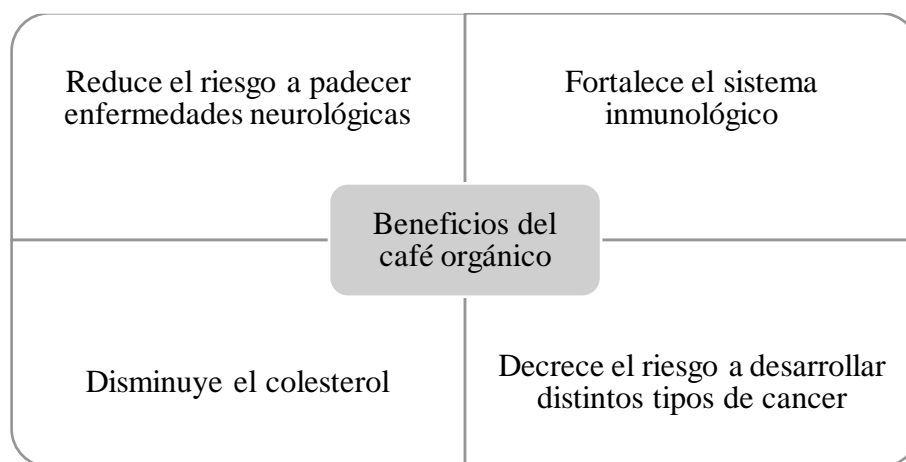 Reduce el riesgo a padecer
enfermedades neurológicas
Fortalece el sistema
inmunológico
Beneficios del
café orgánico
Disminuye el colesterol
Decrece el riesgo a desarrollar
distintos tipos de cancer